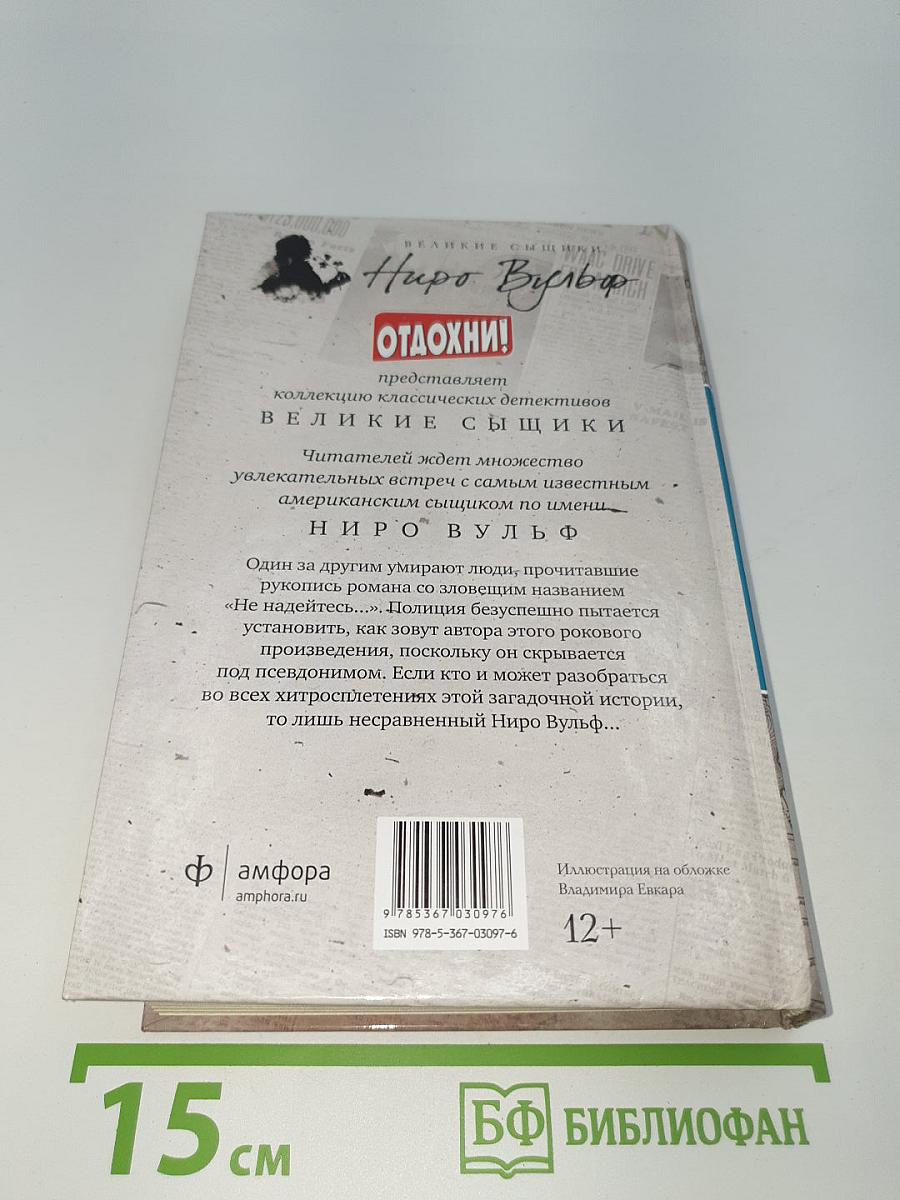 ВЕЛИКИЕ СЫЩИКИ
Ниро Вульф
ОТДОХНИ!
представляет
коллекцию классических детективов
ВЕЛИКИЕ СЫЩИКИ
Читателей ждет множество
увлекательных встреч с самым известным
американским сыщиком по имени
НИРО ВУЛЬФ
Один за другим умирают люди, прочитавшие
рукопись романа со зловещим названием
«Не надейтесь...». Полиция безуспешно пытается
установить, как зовут автора этого рокового
произведения, поскольку он скрывается
под псевдонимом. Если кто и может разобраться
во всех хитросплетениях этой загадочной истории,
то лишь несравненный Ниро Вульф...
амфора
amphora.ru
9 785367 030976
ISBN 978-5-367-03097-6
Иллюстрация на обложке
Владимира Евкара
12+
15 см
БФ БИБЛИОФАН